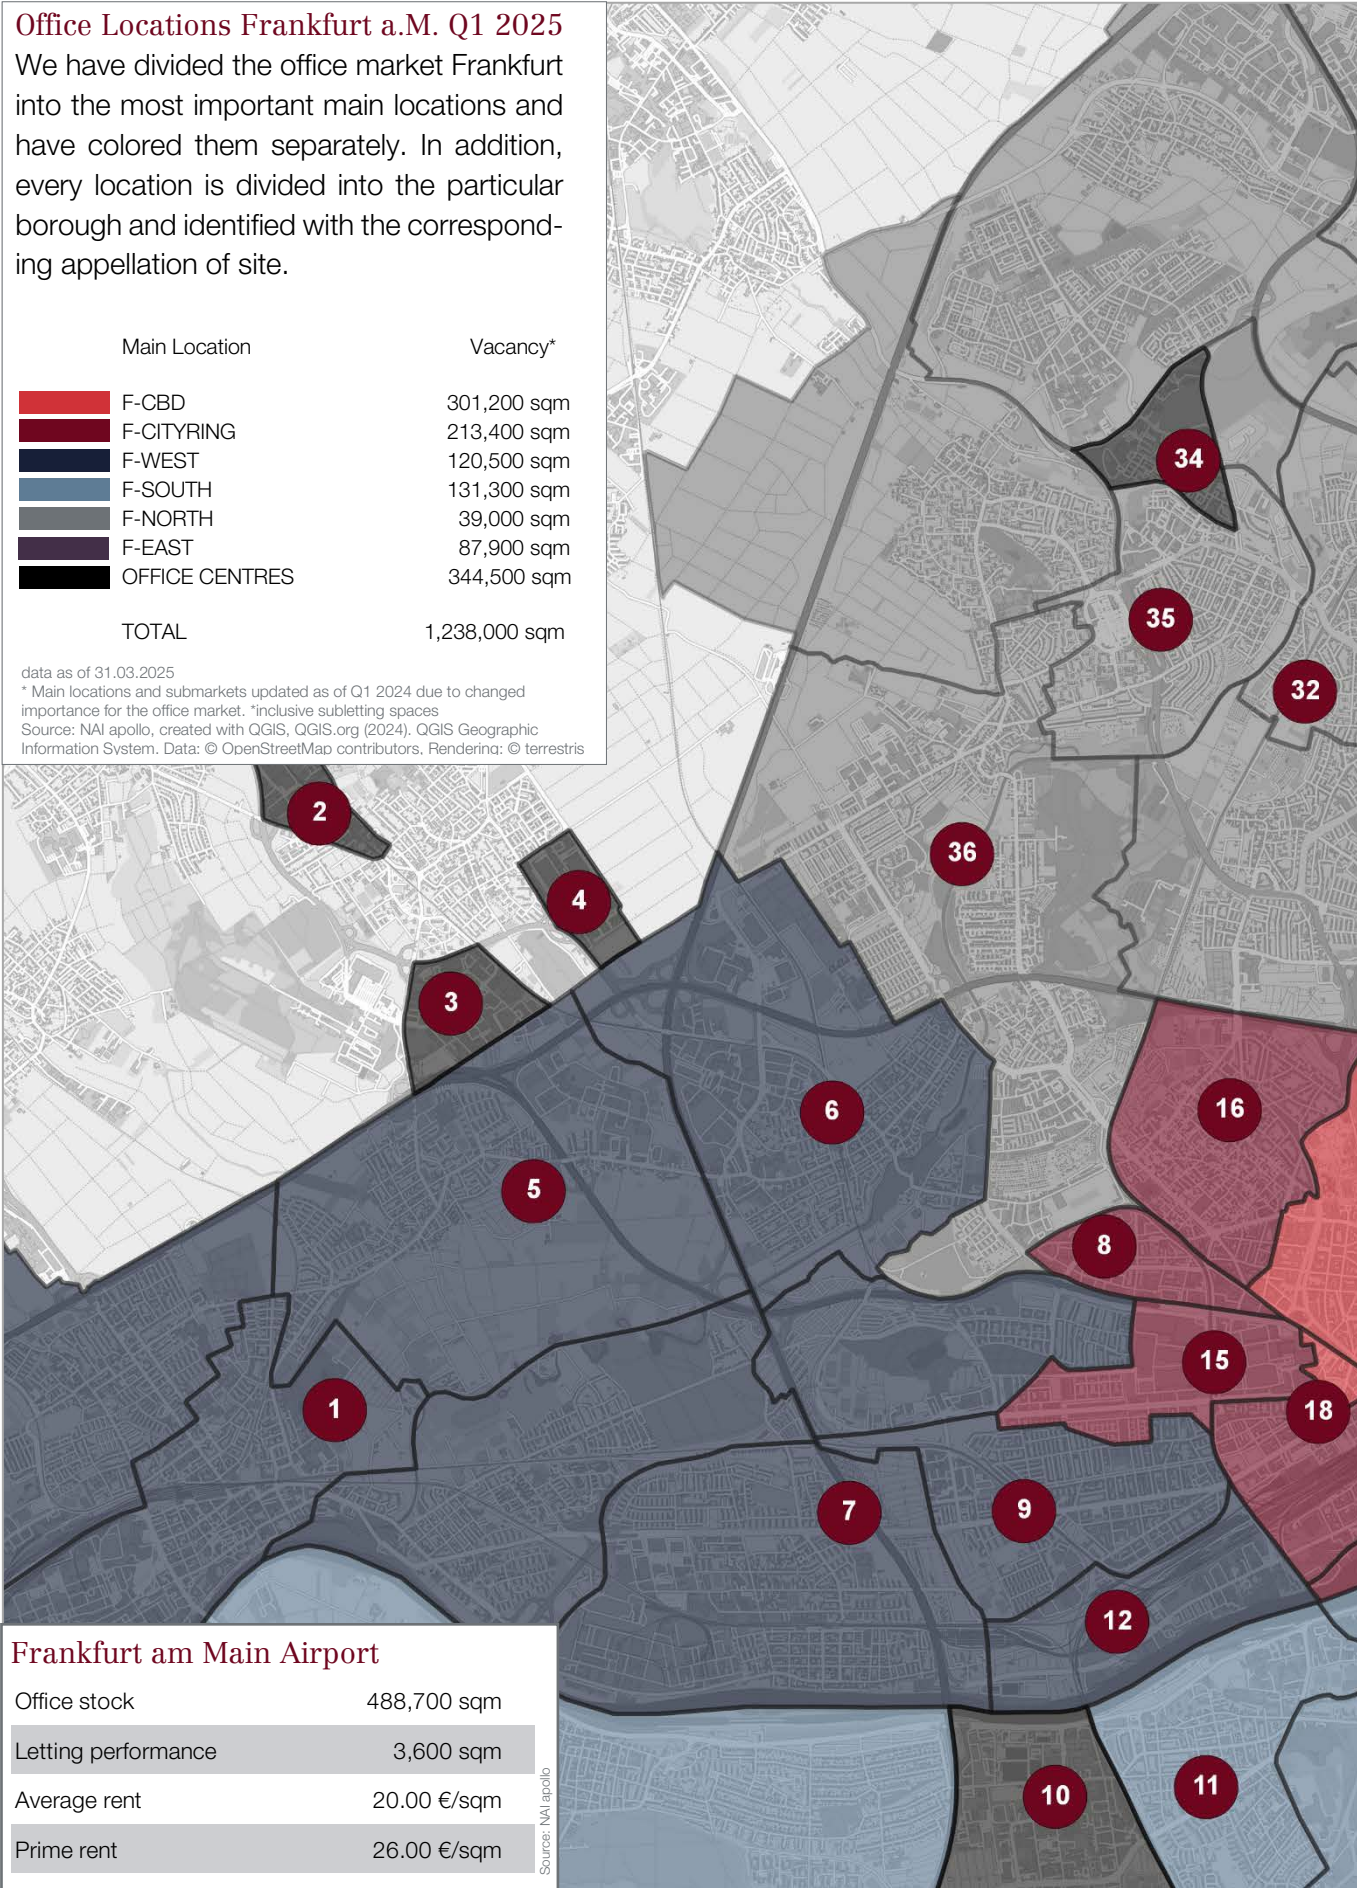 Office Locations Frankfurt a.M. Q1 2025
We have divided the office market Frankfurt
into the most important main locations and
have colored them separately. In addition,
every location is divided into the particular
borough and identified with the correspond-
ing appellation of site.
Main Location Vacancy*
F-CBD 301,200 sqm
F-CITYRING 213,400 sqm
F-WEST 120,500 sqm
F-SOUTH 131,300 sqm
F-NORTH 39,000 sqm
F-EAST 87,900 sqm
OFFICE CENTRES 344,500 sqm
TOTAL 1,238,000 sqm
data as of 31.03.2025
* Main locations and submarkets updated as of Q1 2024 due to changed
importance for the office market. *inclusive subletting spaces
Source: NAI apollo, created with QGIS, QGIS.org (2024). QGIS Geographic
Information System. Data: © OpenStreetMap contributors, Rendering: © terrestris
34
35
32
2
36
4
3
6
16
5
8
15
1
18
7
9
12
10
11
Frankfurt am Main Airport
Office stock 488,700 sqm
Letting performance 3,600 sqm
Average rent 20.00 €/sqm
Prime rent 26.00 €/sqm
Source: NAI apollo